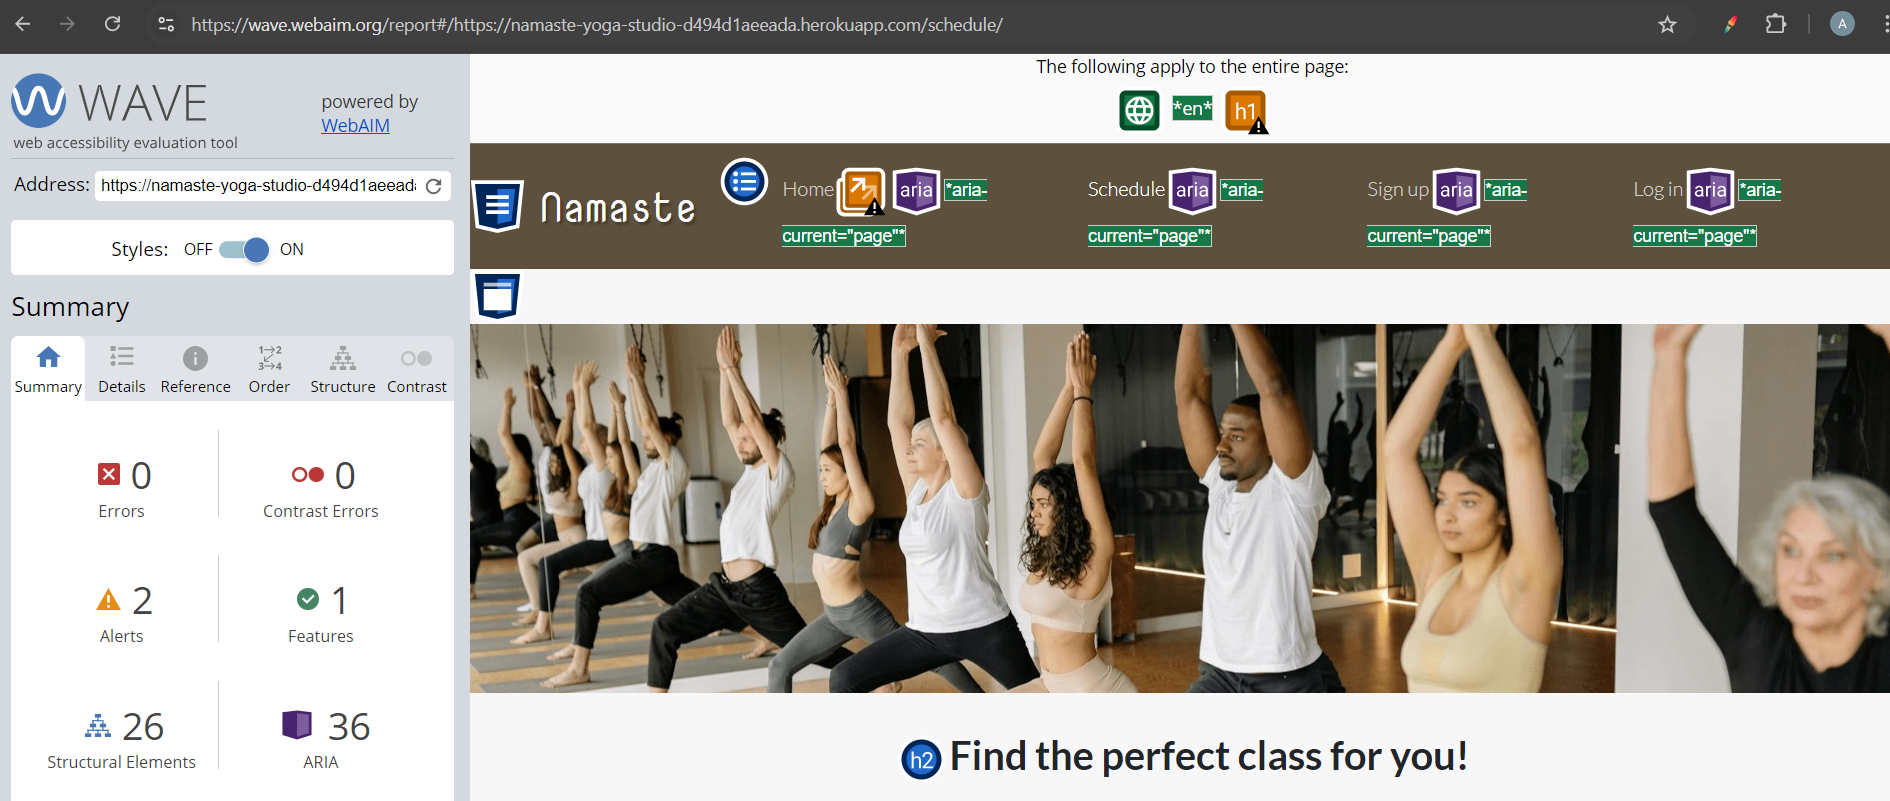 https://wave.webaim.org/report#/https://namaste-yoga-studio-d494d1aeeada.herokuapp.com/schedule/
A
WAVE
powered by
WebAIM
web accessibility evaluation tool
Address: https://namaste-yoga-studio-d494d1aeeada
Styles: OFF ON
Summary
Summary Details Reference Order Structure Contrast
0 0
Errors Contrast Errors
2 1
Alerts Features
26 36
Structural Elements ARIA
The following apply to the entire page:
*en* h1
Namaste
Home aria *aria-current="page"*
Schedule aria *aria-current="page"*
Sign up aria *aria-current="page"*
Log in aria *aria-current="page"*
h2 Find the perfect class for you!